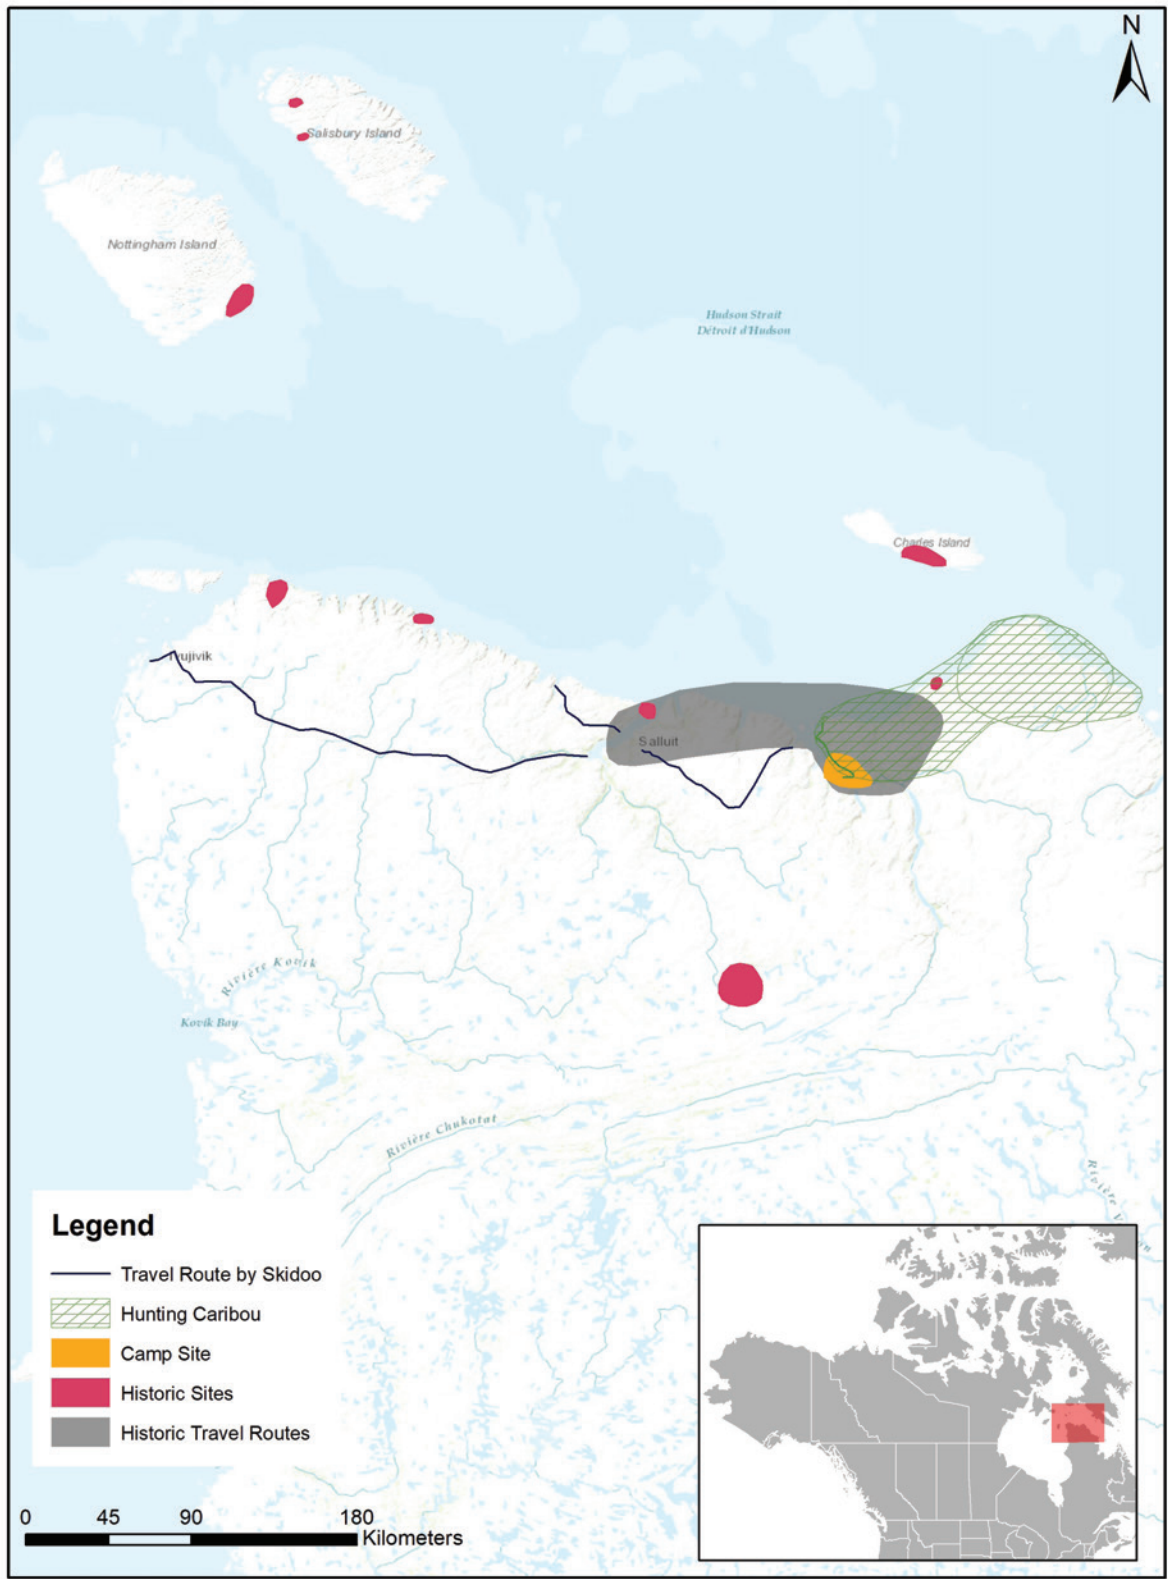 N
Salisbury Island
Nottingham Island
Hudson Strait
Détroit d'Hudson
Charles Island
Ivujivik
Salluit
Rivière Kovik
Kovik Bay
Rivière Chukotat
Rivière
Legend
Travel Route by Skidoo
Hunting Caribou
Camp Site
Historic Sites
Historic Travel Routes
0 45 90 180
Kilometers